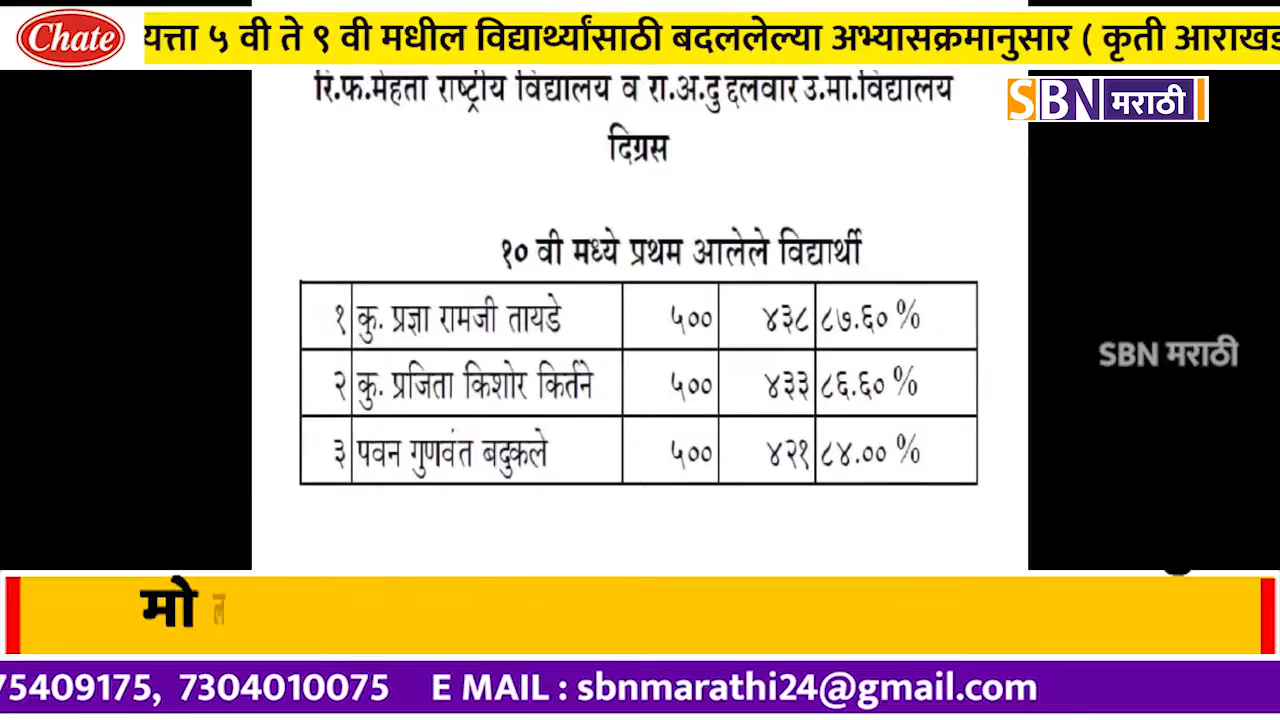 Chate यत्ता ५ वी ते ९ वी मधील विद्यार्थ्यांसाठी बदललेल्या अभ्यासक्रमानुसार ( कृती आराखड
रि.फ.मेहता राष्ट्रीय विद्यालय व रा.अ.दुद्दलवार उ.मा.विद्यालय
SBN मराठी
दिग्रस
१० वी मध्ये प्रथम आलेले विद्यार्थी
१ कु. प्रज्ञा रामजी तायडे ५०० ४३८ ८७.६० %
SBN मराठी
२ कु. प्रजिता किशोर किर्तने ५०० ४३३ ८६.६० %
३ पवन गुणवंत बदुकले ५०० ४२१ ८४.०० %
मो
75409175, 7304010075 E MAIL : sbnmarathi24@gmail.com